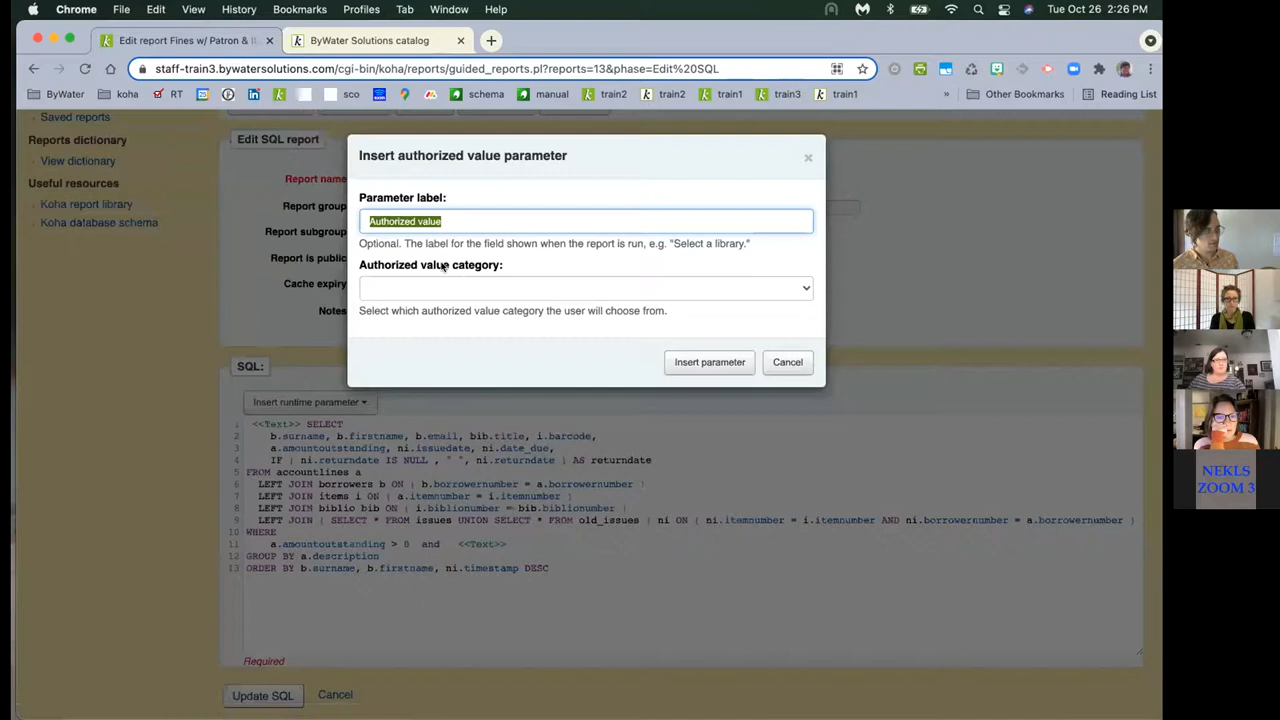 Chrome File Edit View History Bookmarks Profiles Tab Window Help Tue Oct 26 2:26 PM
Edit report Fines w/ Patron & It
ByWater Solutions catalog
staff-train3.bywatersolutions.com/cgi-bin/koha/reports/guided_reports.pl?reports=13&phase=Edit%20SQL
ByWater koha RT sco schema manual train2 train2 train1 train3 train1 » Other Bookmarks Reading List
Saved reports
Reports dictionary
View dictionary
Useful resources
Koha report library
Koha database schema
Edit SQL report
Report name
Report group
Report subgroup
Report is public
Cache expiry
Notes
Insert authorized value parameter
×
Parameter label:
Authorized value
Optional. The label for the field shown when the report is run, e.g. "Select a library."
Authorized value category:
Select which authorized value category the user will choose from.
Insert parameter
Cancel
SQL:
Insert runtime parameter
1 <<Text>> SELECT
2 b.surname, b.firstname, b.email, bib.title, i.barcode,
3 a.amountoutstanding, ni.issuedate, ni.date_due,
4 IF ( ni.returndate IS NULL , " ", ni.returndate ) AS returndate
5 FROM accountlines a
6 LEFT JOIN borrowers b ON ( b.borrowernumber = a.borrowernumber )
7 LEFT JOIN items i ON ( a.itemnumber = i.itemnumber )
8 LEFT JOIN biblio bib ON ( i.biblionumber = bib.biblionumber )
9 LEFT JOIN ( SELECT * FROM issues UNION SELECT * FROM old_issues ) ni ON ( ni.itemnumber = i.itemnumber AND ni.borrowernumber = a.borrowernumber )
10 WHERE
11 a.amountoutstanding > 0 and <<Text>>
12 GROUP BY a.description
13 ORDER BY b.surname, b.firstname, ni.timestamp DESC
Required
Update SQL
Cancel
NEKLS
ZOOM 3